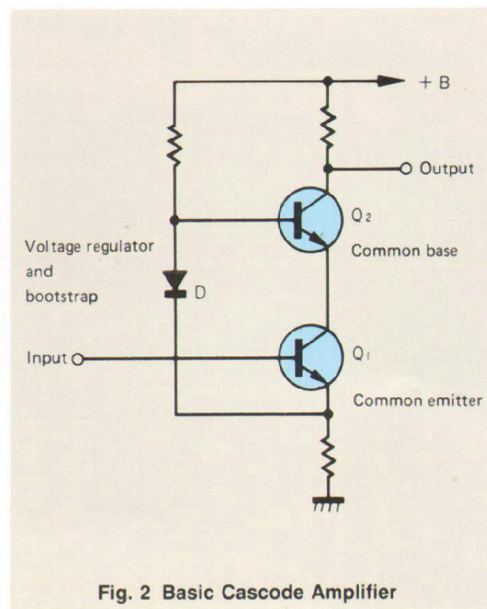 + B
Output
Q2
Common base
Voltage regulator
and
bootstrap
D
Input
Q1
Common emitter
Fig. 2 Basic Cascode Amplifier